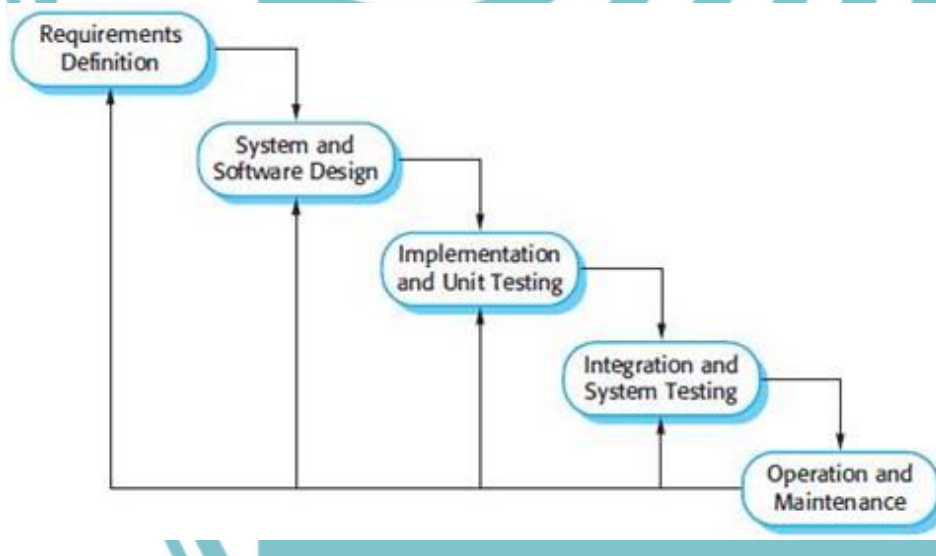 Requirements
Definition
System and
Software Design
Implementation
and Unit Testing
Integration and
System Testing
Operation and
Maintenance